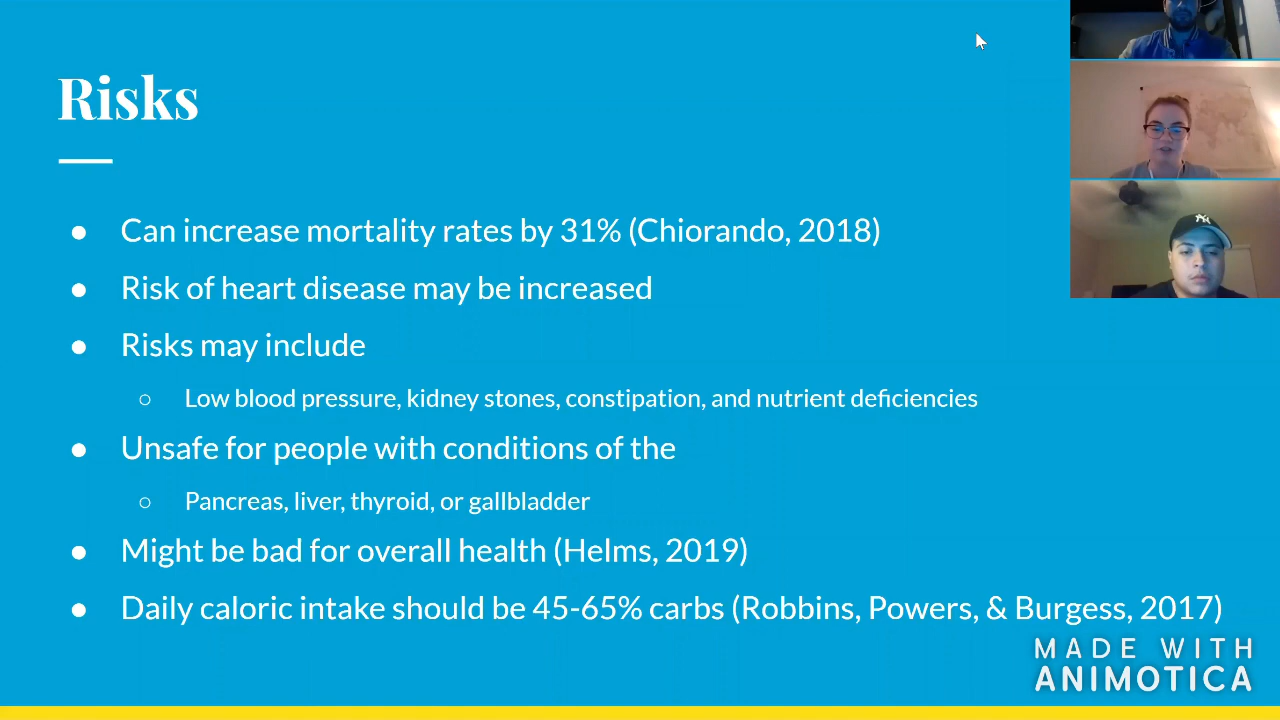 Risks
● Can increase mortality rates by 31% (Chiorando, 2018)
● Risk of heart disease may be increased
● Risks may include
○ Low blood pressure, kidney stones, constipation, and nutrient deficiencies
● Unsafe for people with conditions of the
○ Pancreas, liver, thyroid, or gallbladder
● Might be bad for overall health (Helms, 2019)
● Daily caloric intake should be 45-65% carbs (Robbins, Powers, & Burgess, 2017)
MADE WITH
ANIMOTICA
NY